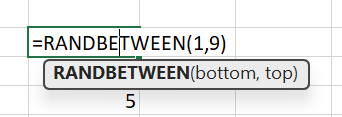 =RANDBETWEEN(1,9)
RANDBETWEEN(bottom, top)
5